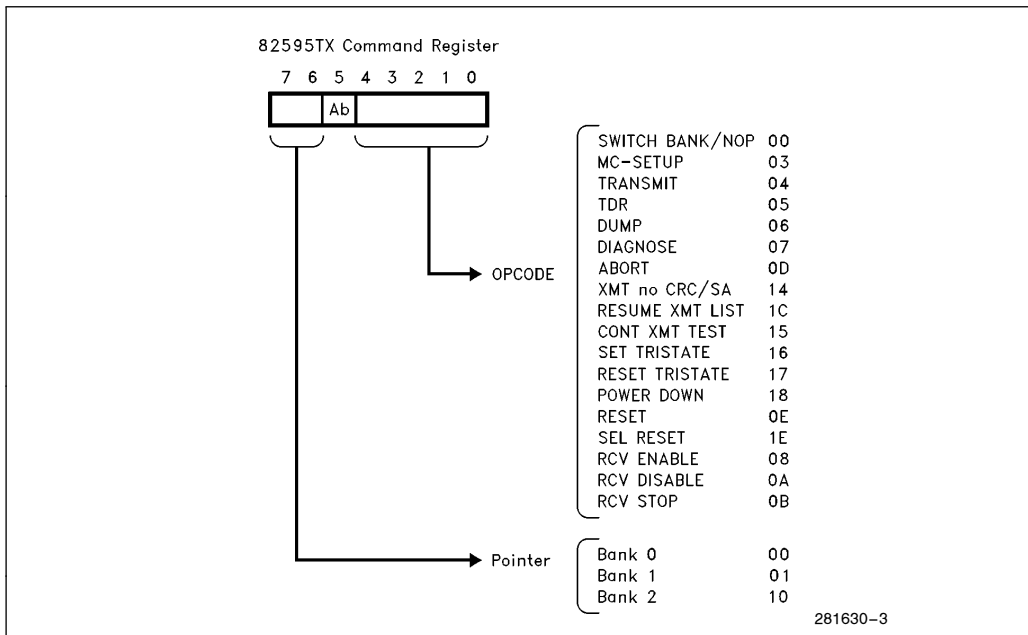 82595TX Command Register
7 6 5 4 3 2 1 0
Ab
SWITCH BANK/NOP 00
MC-SETUP 03
TRANSMIT 04
TDR 05
DUMP 06
DIAGNOSE 07
OPCODE
ABORT 0D
XMT no CRC/SA 14
RESUME XMT LIST 1C
CONT XMT TEST 15
SET TRISTATE 16
RESET TRISTATE 17
POWER DOWN 18
RESET 0E
SEL RESET 1E
RCV ENABLE 08
RCV DISABLE 0A
RCV STOP 0B
Pointer
Bank 0 00
Bank 1 01
Bank 2 10
281630-3